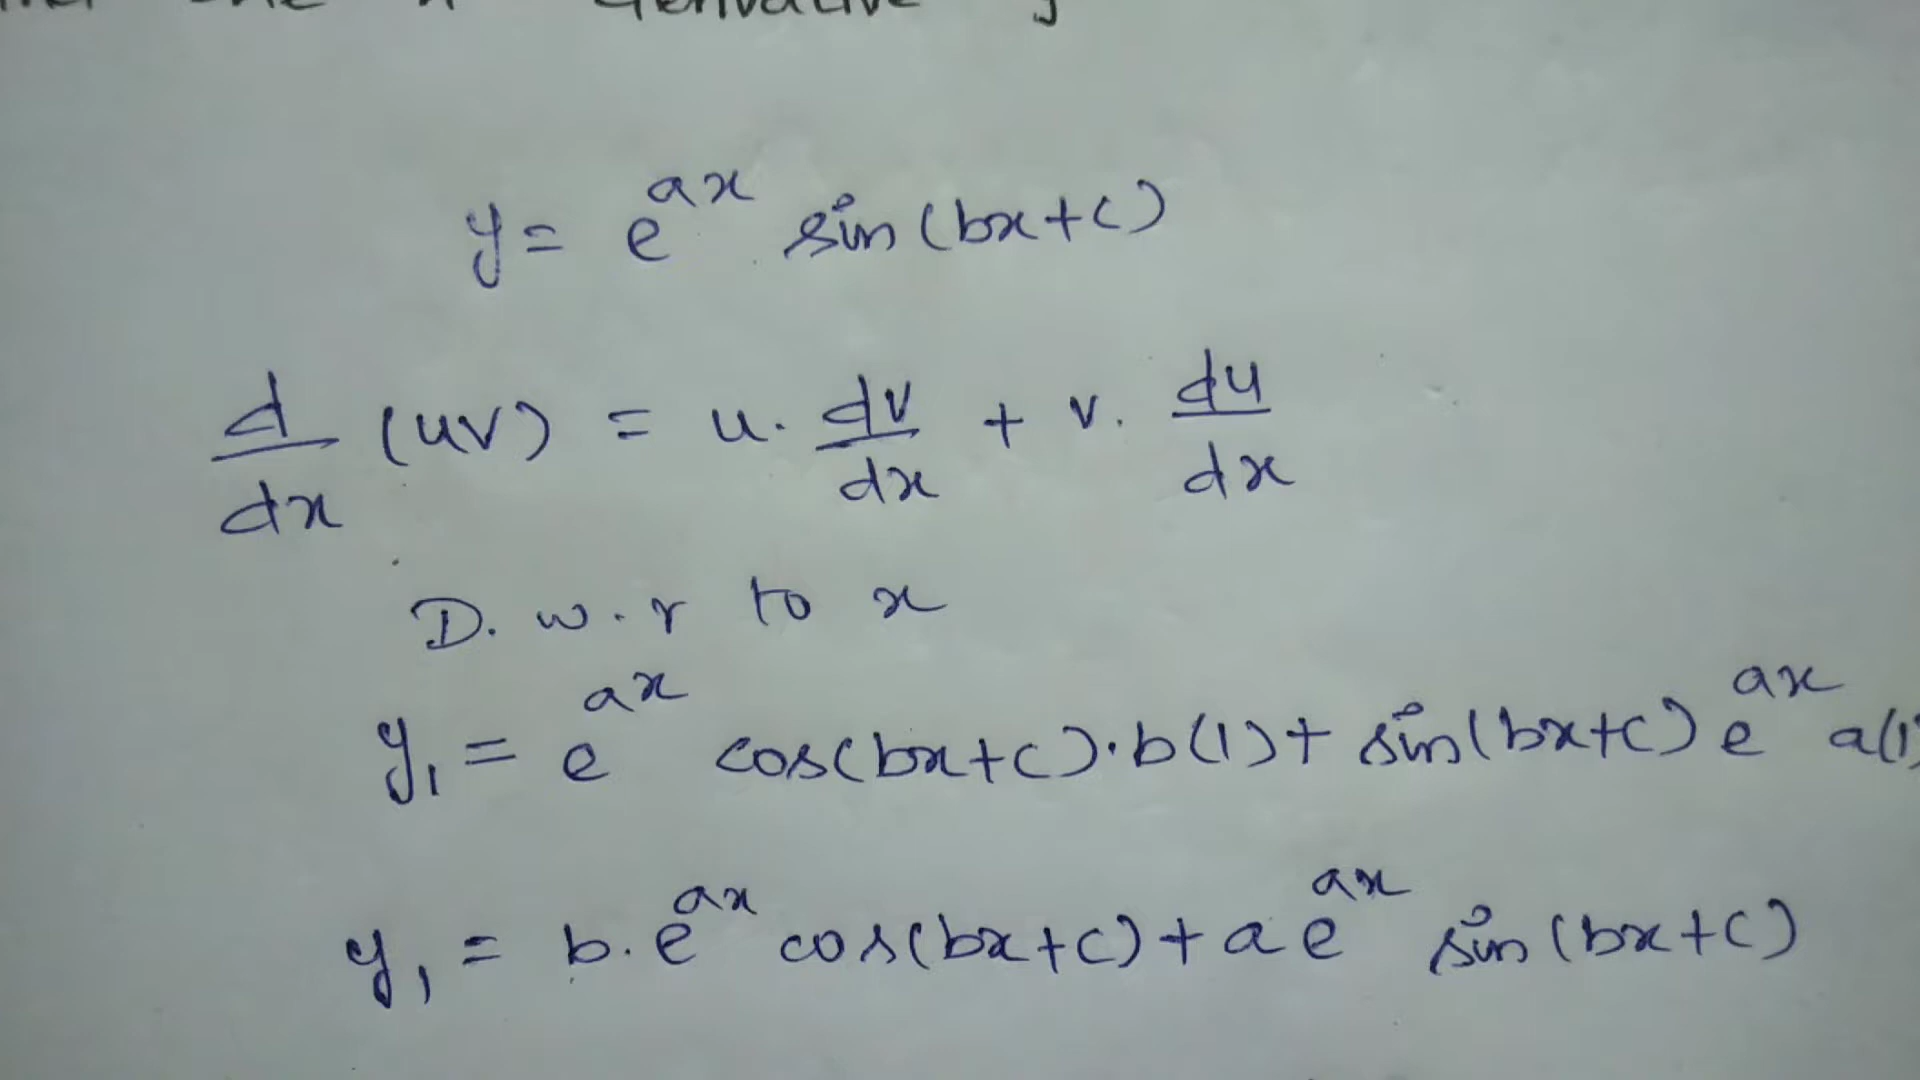 derivative
y = e^{ax} sin(bx+c)
d/dx (uv) = u. dv/dx + v. du/dx
D. w.r to x
y₁ = e^{ax} cos(bx+c).b(1) + sin(bx+c) e^{ax} a(1)
y₁ = b.e^{ax} cos(bx+c) + a e^{ax} sin(bx+c)